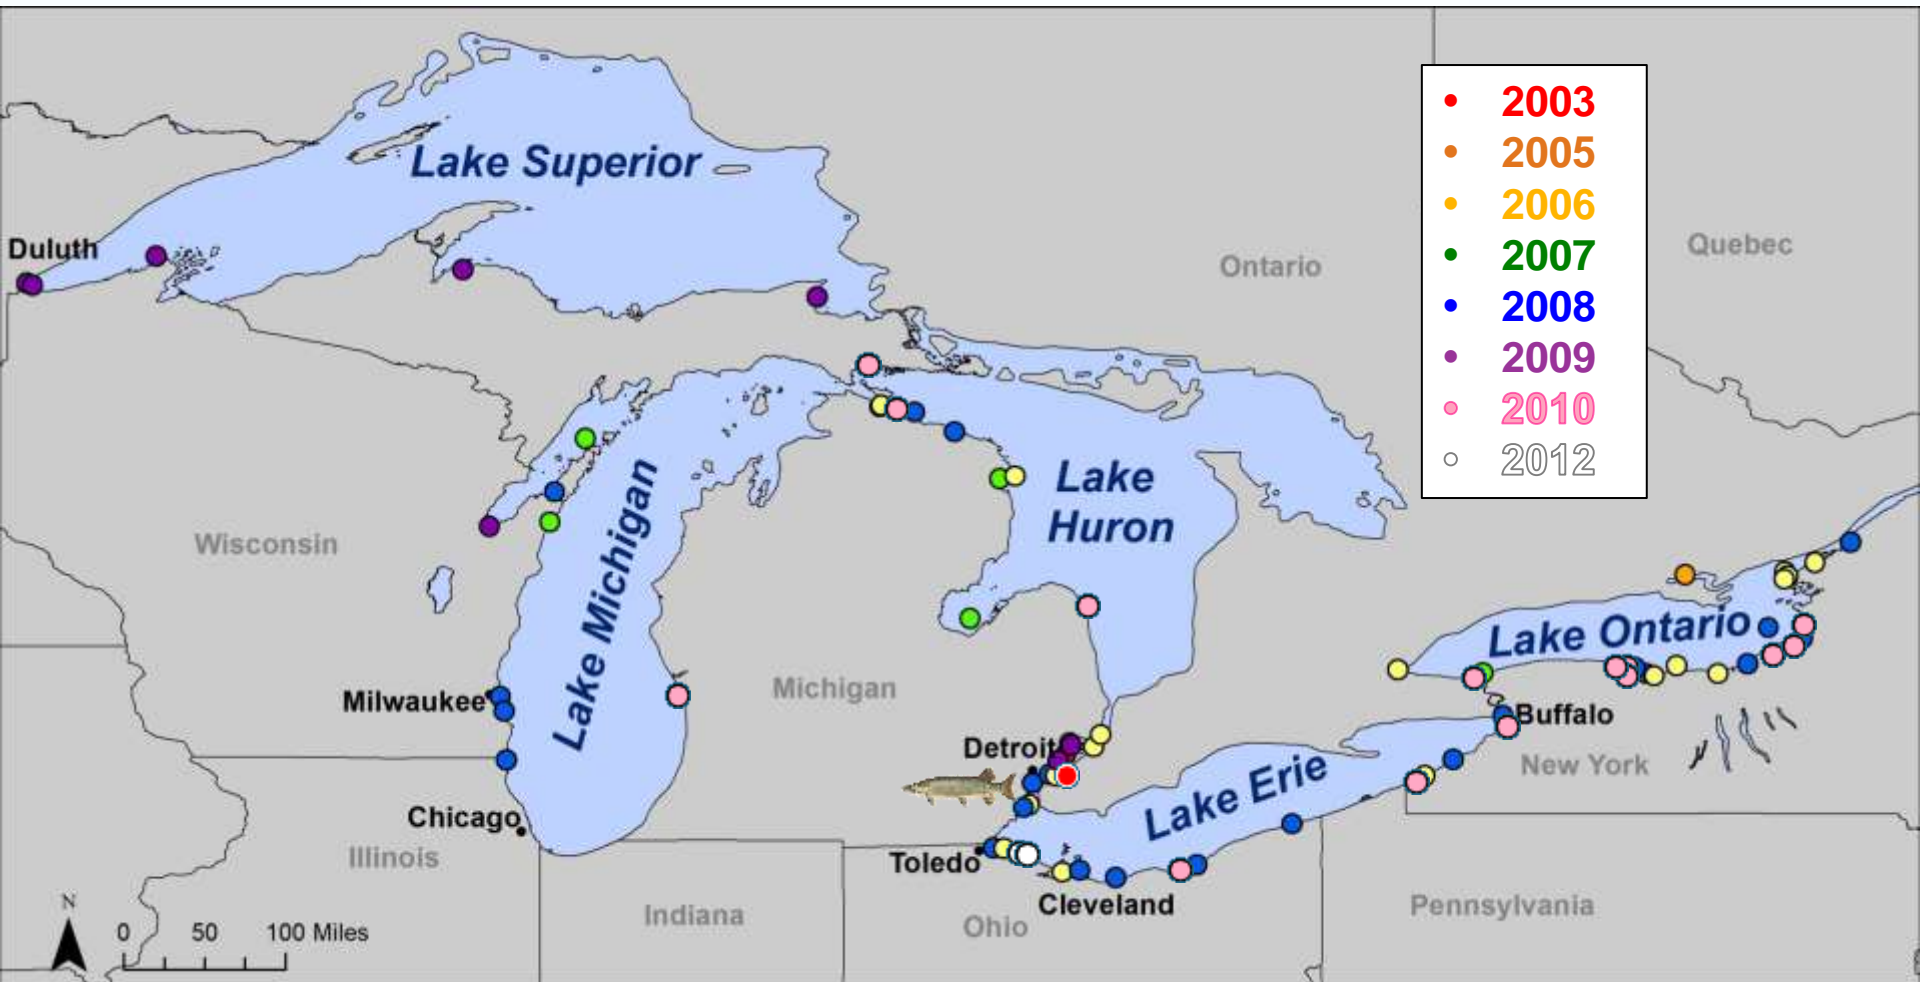 2003
2005
2006
2007
2008
2009
2010
2012
Lake Superior
Duluth
Ontario
Quebec
Lake
Huron
Lake Michigan
Wisconsin
Lake Ontario
Milwaukee
Michigan
Buffalo
Detroit
New York
Lake Erie
Chicago
Illinois
Toledo
Cleveland
Indiana
Ohio
Pennsylvania
N
0 50 100 Miles